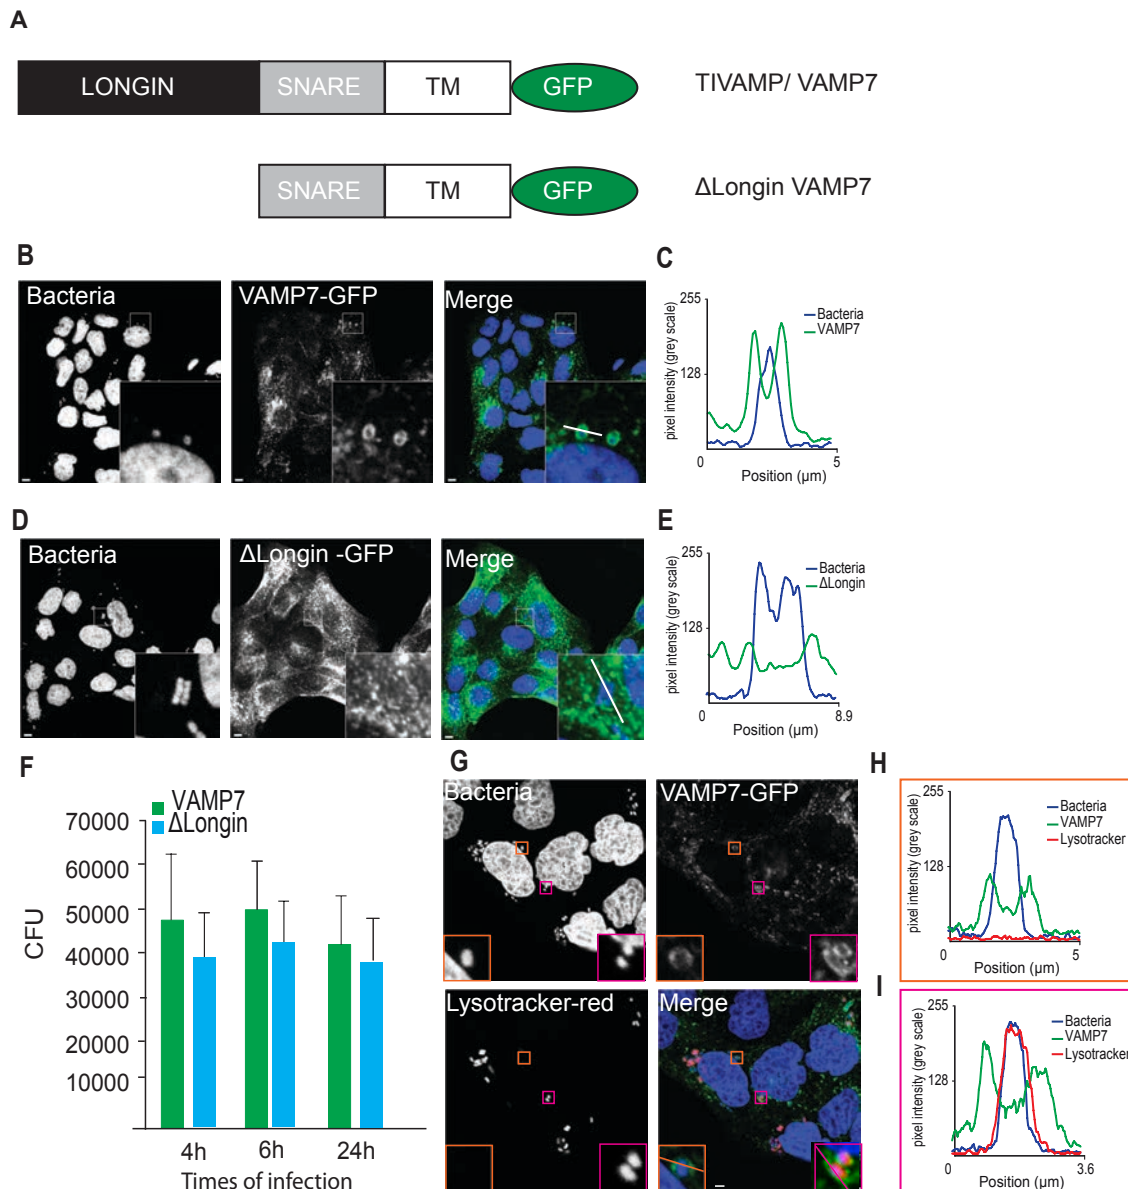 A
LONGIN SNARE TM GFP TIVAMP/ VAMP7
SNARE TM GFP ΔLongin VAMP7
B
Bacteria VAMP7-GFP Merge
C
255
128
0 5
pixel intensity (grey scale)
Position (µm)
Bacteria
VAMP7
D
Bacteria ΔLongin -GFP Merge
E
255
128
0 8.9
pixel intensity (grey scale)
Position (µm)
Bacteria
ΔLongin
F
VAMP7
ΔLongin
70000
60000
50000
40000
30000
20000
10000
CFU
4h 6h 24h
Times of infection
G
Bacteria VAMP7-GFP
Lysotracker-red Merge
H
255
128
0 5
pixel intensity (grey scale)
Position (µm)
Bacteria
VAMP7
Lysotracker
I
255
128
0 3.6
pixel intensity (grey scale)
Position (µm)
Bacteria
VAMP7
Lysotracker